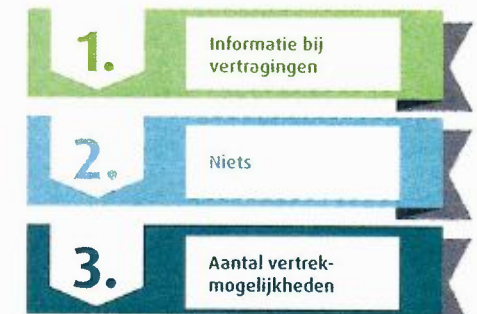 1.
Informatie bij
vertragingen
2.
Niets
3.
Aantal vertrek-
mogelijkheden